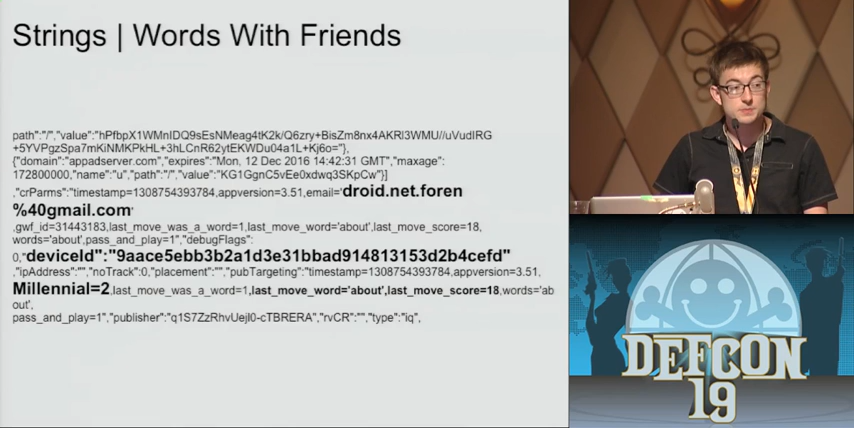 Strings | Words With Friends
path":"/","value":"hPfbpX1WMnIDQ9sEsNMeag4tK2k/Q6zry+BisZm8nx4AKRl3WMU//uVudIRG
+5YVPgzSpa7mKiNMKPkHL+3hLCnR62ytEKWDu04a1L+Kj6o="},
{"domain":"appadserver.com","expires":"Mon, 12 Dec 2016 14:42:31 GMT","maxage":
172800000,"name":"u","path":"/","value":"KG1GgnC5vEe0xdwq3SKpCw"}]
,"crParms":"timestamp=1308754393784,appversion=3.51,email='droid.net.foren
%40gmail.com'
,gwf_id=31443183,last_move_was_a_word=1,last_move_word='about',last_move_score=18,
words='about',pass_and_play=1","debugFlags":
0,"deviceId":"9aace5ebb3b2a1d3e31bbad914813153d2b4cefd"
,"ipAddress":"","noTrack":0,"placement":"","pubTargeting":"timestamp=1308754393784,appversion=3.51,
Millennial=2,last_move_was_a_word=1,last_move_word='about',last_move_score=18,words='ab
out',
pass_and_play=1","publisher":"q1S7ZzRhvUejI0-cTBRERA","rvCR":"","type":"iq",
DEFCON
19